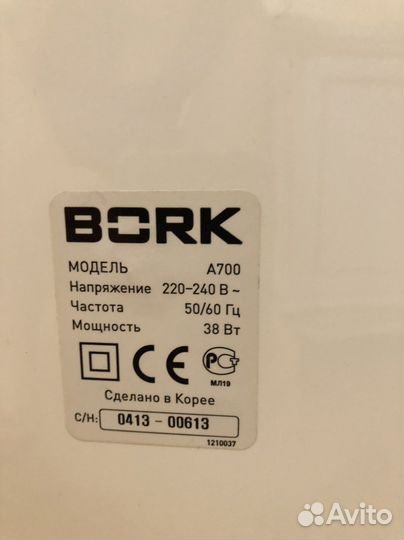 BORK
МОДЕЛЬ A700
Напряжение 220–240 В ~
Частота 50/60 Гц
Мощность 38 Вт
CE РСТ
МЛ19
Сделано в Корее
С/Н: 0413 - 00613
1210037
Avito